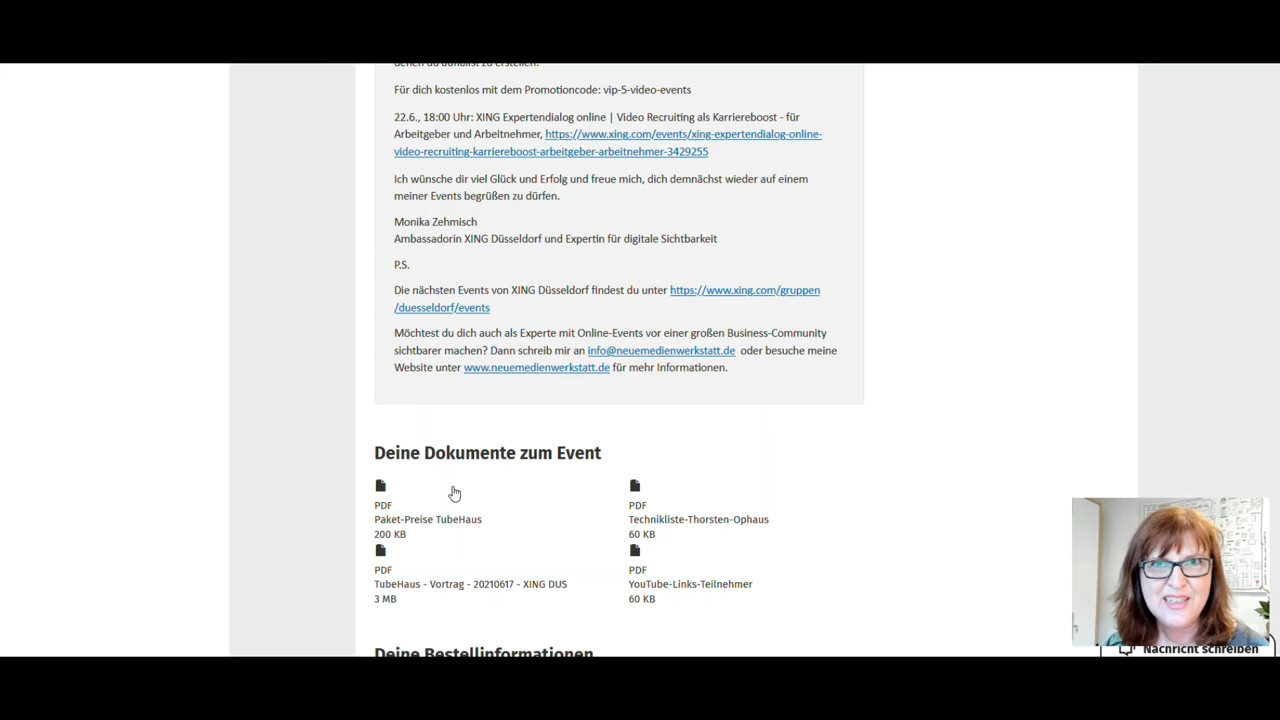 denen du auffällst zu erstellen.
Für dich kostenlos mit dem Promotioncode: vip-5-video-events
22.6., 18:00 Uhr: XING Expertendialog online | Video Recruiting als Karriereboost - für
Arbeitgeber und Arbeitnehmer, https://www.xing.com/events/xing-expertendialog-online-
video-recruiting-karriereboost-arbeitgeber-arbeitnehmer-3429255
Ich wünsche dir viel Glück und Erfolg und freue mich, dich demnächst wieder auf einem
meiner Events begrüßen zu dürfen.
Monika Zehmisch
Ambassadorin XING Düsseldorf und Expertin für digitale Sichtbarkeit
P.S.
Die nächsten Events von XING Düsseldorf findest du unter https://www.xing.com/gruppen
/duesseldorf/events
Möchtest du dich auch als Experte mit Online-Events vor einer großen Business-Community
sichtbarer machen? Dann schreib mir an info@neuemedienwerkstatt.de oder besuche meine
Website unter www.neuemedienwerkstatt.de für mehr Informationen.
Deine Dokumente zum Event
PDF
Paket-Preise TubeHaus
200 KB
PDF
Technikliste-Thorsten-Ophaus
60 KB
PDF
TubeHaus - Vortrag - 20210617 - XING DUS
3 MB
PDF
YouTube-Links-Teilnehmer
60 KB
Deine Bestellinformationen
Nachricht schreiben